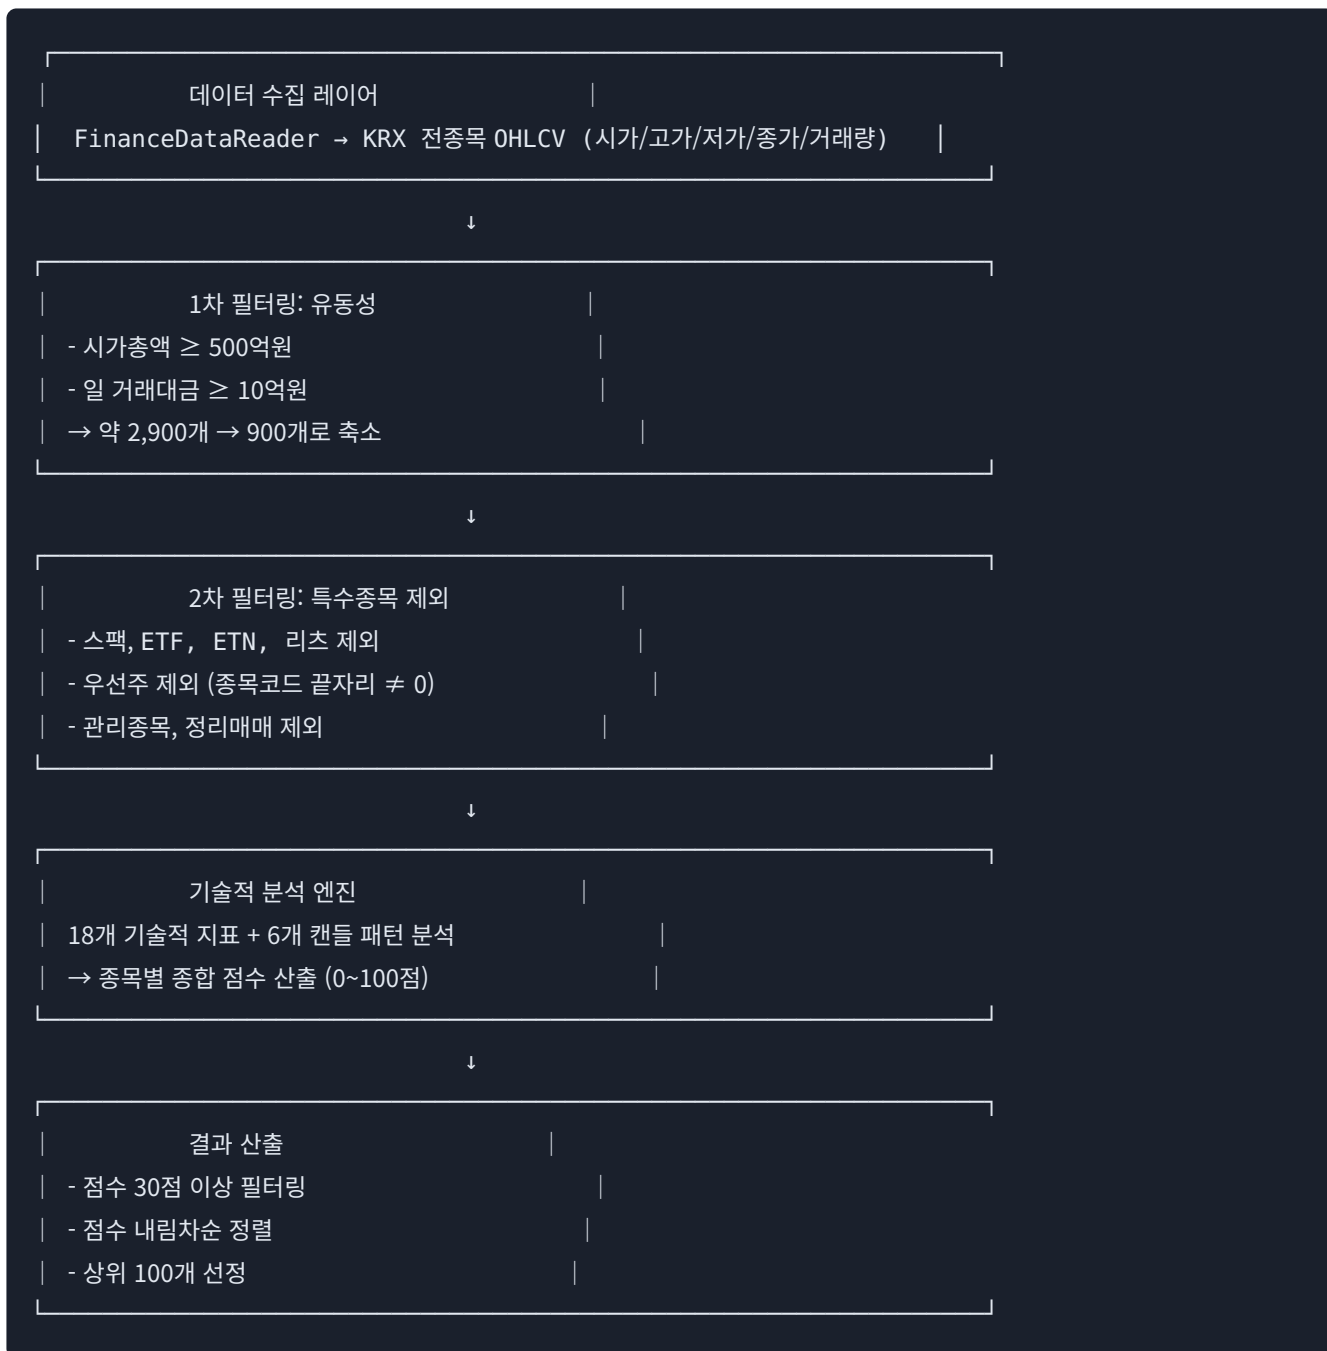 데이터 수집 레이어
FinanceDataReader → KRX 전종목 OHLCV (시가/고가/저가/종가/거래량)
↓
1차 필터링: 유동성
- 시가총액 ≥ 500억원
- 일 거래대금 ≥ 10억원
→ 약 2,900개 → 900개로 축소
↓
2차 필터링: 특수종목 제외
- 스팩, ETF, ETN, 리츠 제외
- 우선주 제외 (종목코드 끝자리 ≠ 0)
- 관리종목, 정리매매 제외
↓
기술적 분석 엔진
18개 기술적 지표 + 6개 캔들 패턴 분석
→ 종목별 종합 점수 산출 (0~100점)
↓
결과 산출
- 점수 30점 이상 필터링
- 점수 내림차순 정렬
- 상위 100개 선정